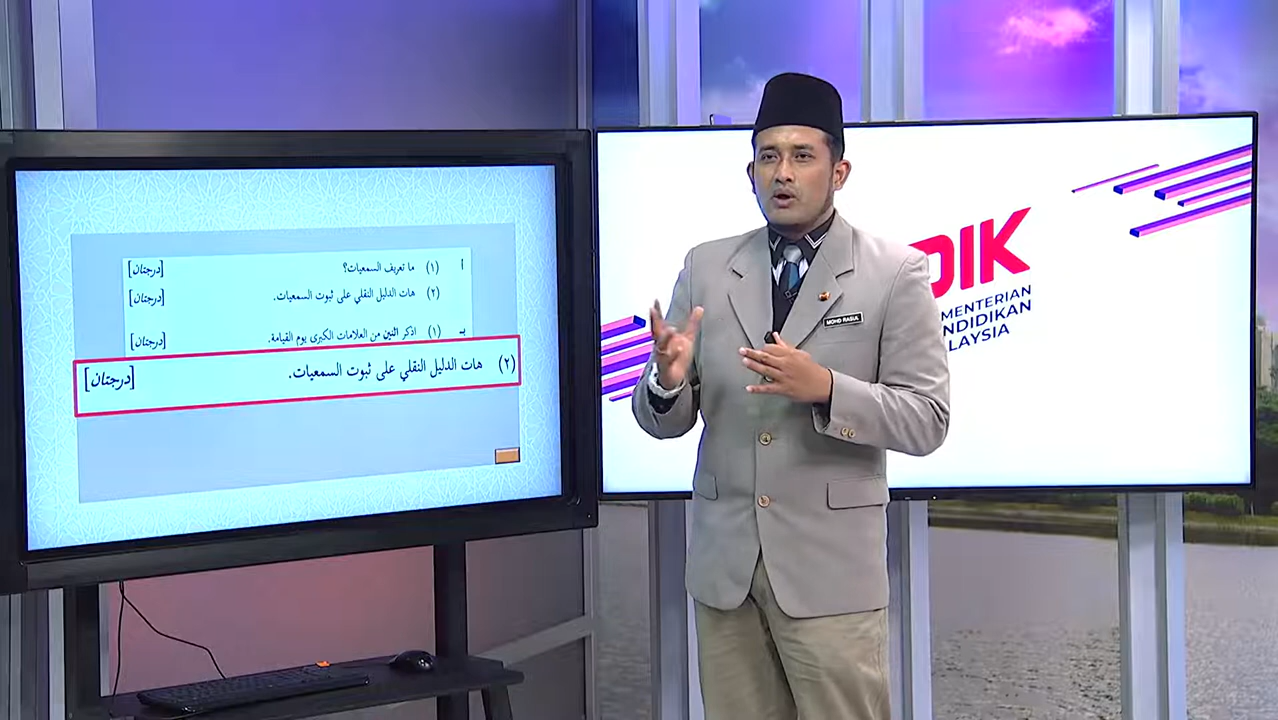 أ (١) ما تعريف السمعيات؟ [درجتان]
(٢) هات الدليل النقلي على ثبوت السمعيات. [درجتان]
بـ (١) اذكر اثنين من العلامات الكبرى يوم القيامة. [درجتان]
(٢) هات الدليل النقلي على ثبوت السمعيات. [درجتان]
DIK
MENTERIAN
NDIDIKAN
LAYSIA
MOHD RASUL